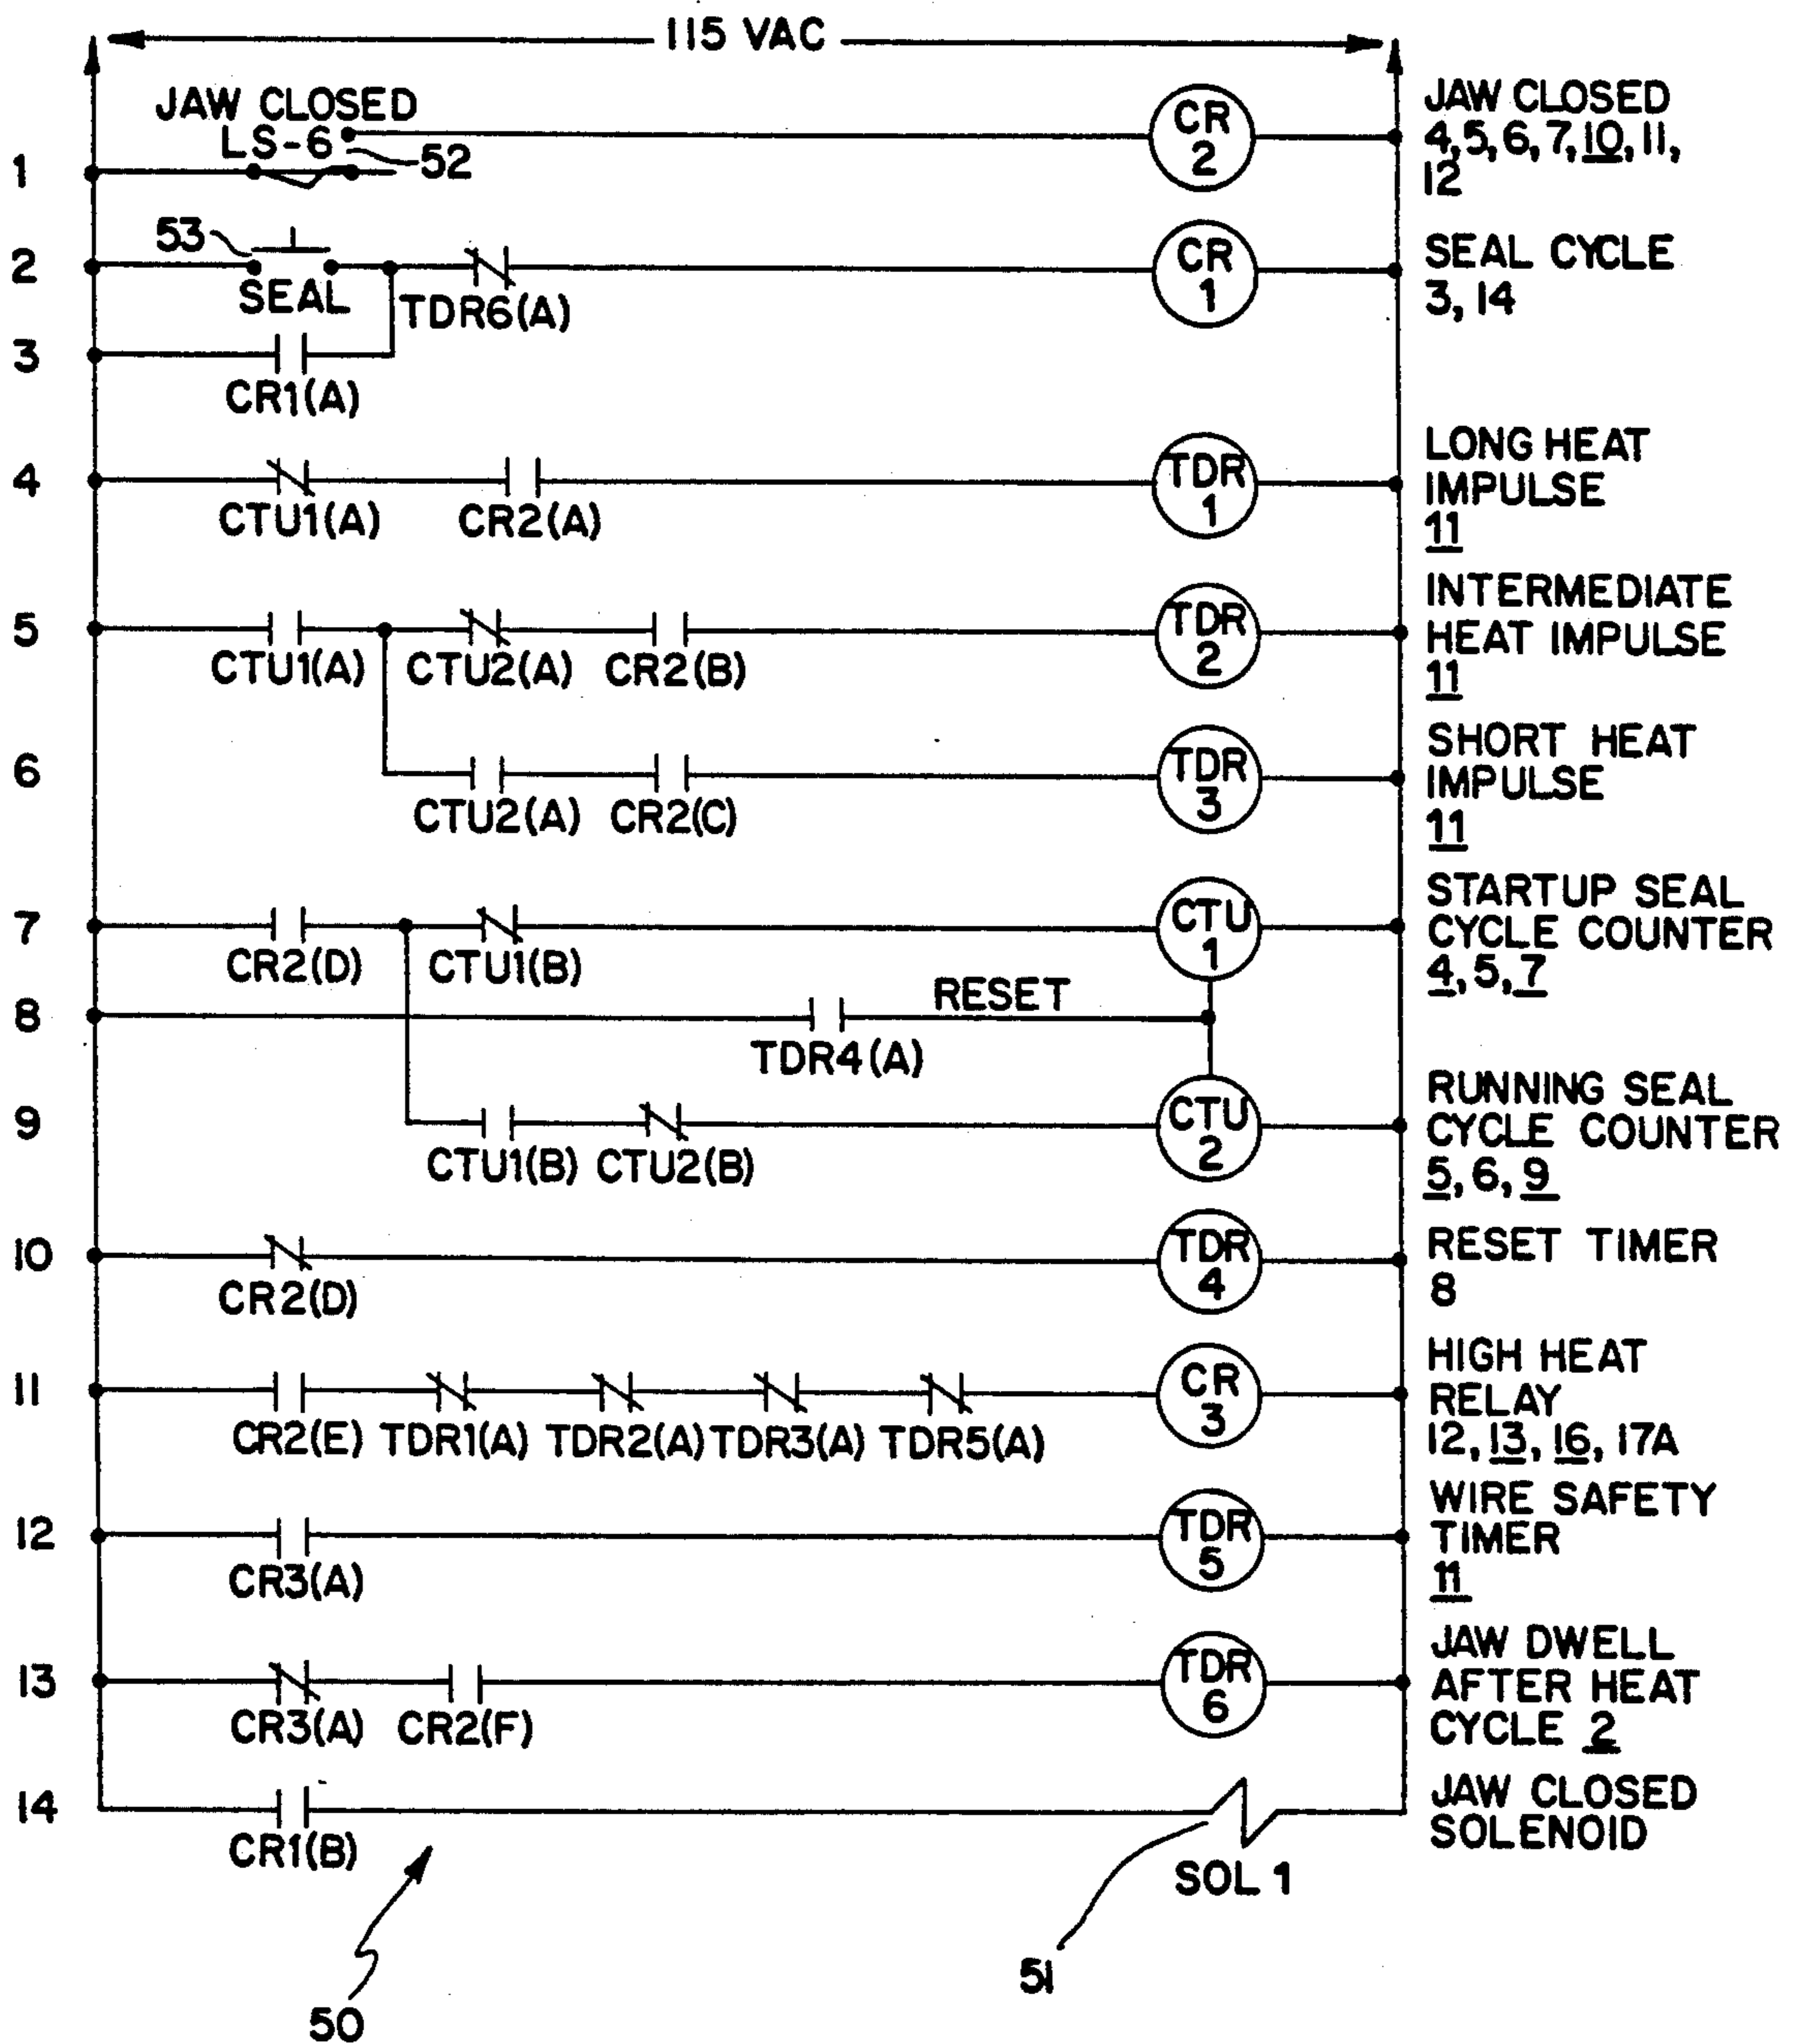 115 VAC
JAW CLOSED
LS-6
52
1
CR
2
JAW CLOSED
4,5,6,7,10,11,
12
53
2
SEAL
TDR6(A)
CR
1
SEAL CYCLE
3,14
3
CR1(A)
4
CTU1(A)
CR2(A)
TDR
1
LONG HEAT
IMPULSE
11
5
CTU1(A)
CTU2(A)
CR2(B)
TDR
2
INTERMEDIATE
HEAT IMPULSE
11
6
CTU2(A)
CR2(C)
TDR
3
SHORT HEAT
IMPULSE
11
7
CR2(D)
CTU1(B)
CTU
1
STARTUP SEAL
CYCLE COUNTER
4,5,7
8
RESET
TDR4(A)
9
CTU1(B)
CTU2(B)
CTU
2
RUNNING SEAL
CYCLE COUNTER
5,6,9
10
CR2(D)
TDR
4
RESET TIMER
8
11
CR2(E)
TDR1(A)
TDR2(A)
TDR3(A)
TDR5(A)
CR
3
HIGH HEAT
RELAY
12,13,16,17A
12
CR3(A)
TDR
5
WIRE SAFETY
TIMER
11
13
CR3(A)
CR2(F)
TDR
6
JAW DWELL
AFTER HEAT
CYCLE 2
14
CR1(B)
SOL 1
JAW CLOSED
SOLENOID
50
51